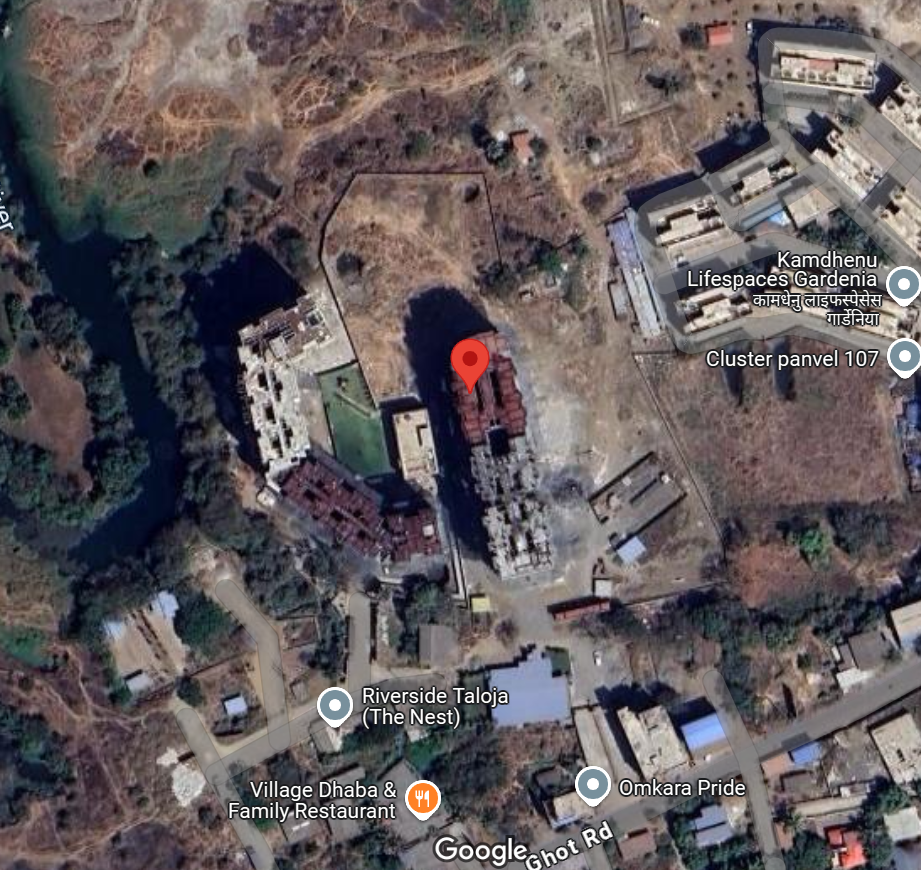 Kamdhenu
Lifespaces Gardenia
कामधेनु लाइफस्पेसेस
गार्डेनिया
Cluster panvel 107
Riverside Taloja
(The Nest)
Village Dhaba &
Family Restaurant
Omkara Pride
Google
Ghot Rd